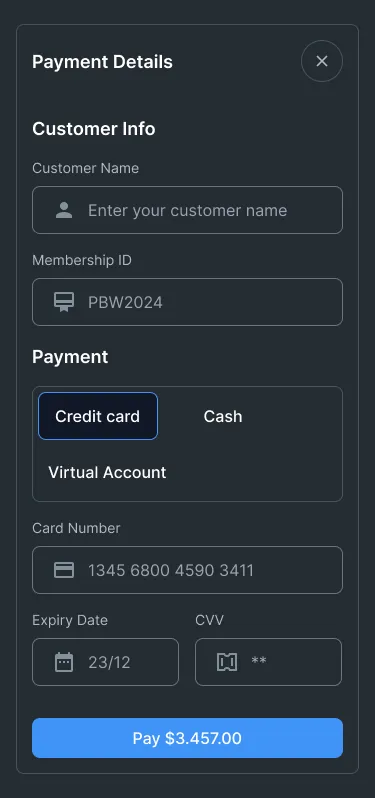 Payment Details
Customer Info
Customer Name
Enter your customer name
Membership ID
PBW2024
Payment
Credit card Cash
Virtual Account
Card Number
1345 6800 4590 3411
Expiry Date CVV
23/12 **
Pay $3.457.00